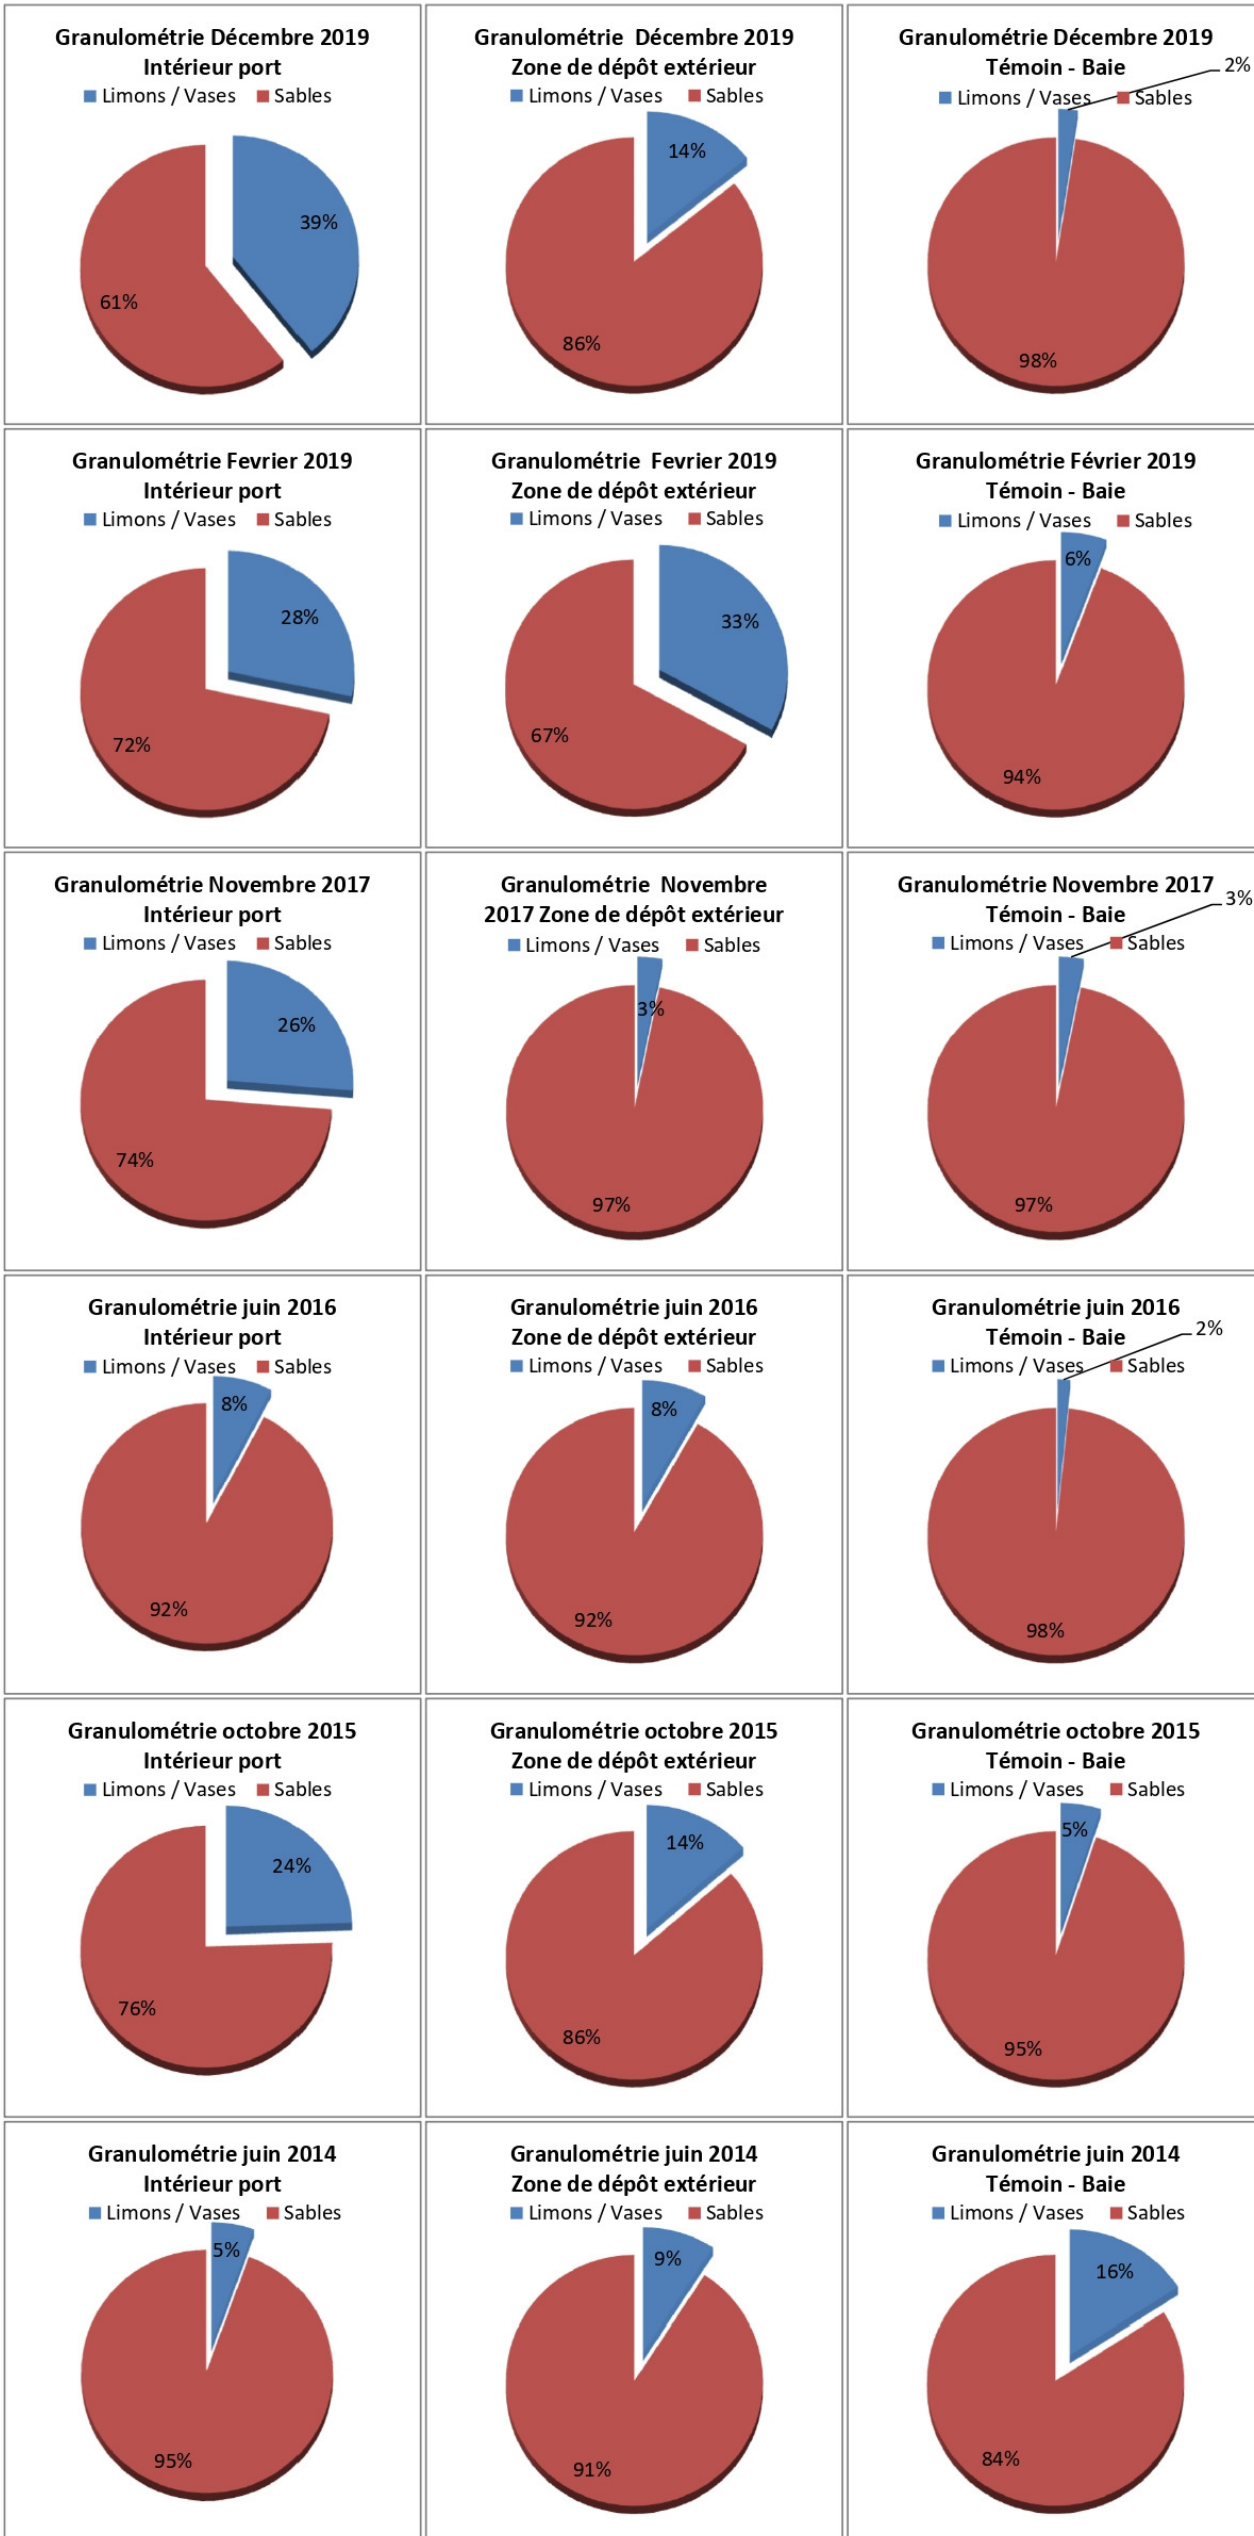 Granulométrie Décembre 2019
Intérieur port
Limons / Vases Sables
39%
61%
Granulométrie Décembre 2019
Zone de dépôt extérieur
Limons / Vases Sables
14%
86%
Granulométrie Décembre 2019
Témoin - Baie
2%
Limons / Vases Sables
98%
Granulométrie Fevrier 2019
Intérieur port
Limons / Vases Sables
28%
72%
Granulométrie Fevrier 2019
Zone de dépôt extérieur
Limons / Vases Sables
33%
67%
Granulométrie Février 2019
Témoin - Baie
Limons / Vases Sables
6%
94%
Granulométrie Novembre 2017
Intérieur port
Limons / Vases Sables
26%
74%
Granulométrie Novembre
2017 Zone de dépôt extérieur
Limons / Vases Sables
3%
97%
Granulométrie Novembre 2017
3%
Témoin - Baie
Limons / Vases Sables
97%
Granulométrie juin 2016
Intérieur port
Limons / Vases Sables
8%
92%
Granulométrie juin 2016
Zone de dépôt extérieur
Limons / Vases Sables
8%
92%
Granulométrie juin 2016
Témoin - Baie
2%
Limons / Vases Sables
98%
Granulométrie octobre 2015
Intérieur port
Limons / Vases Sables
24%
76%
Granulométrie octobre 2015
Zone de dépôt extérieur
Limons / Vases Sables
14%
86%
Granulométrie octobre 2015
Témoin - Baie
Limons / Vases Sables
5%
95%
Granulométrie juin 2014
Intérieur port
Limons / Vases Sables
5%
95%
Granulométrie juin 2014
Zone de dépôt extérieur
Limons / Vases Sables
9%
91%
Granulométrie juin 2014
Témoin - Baie
Limons / Vases Sables
16%
84%